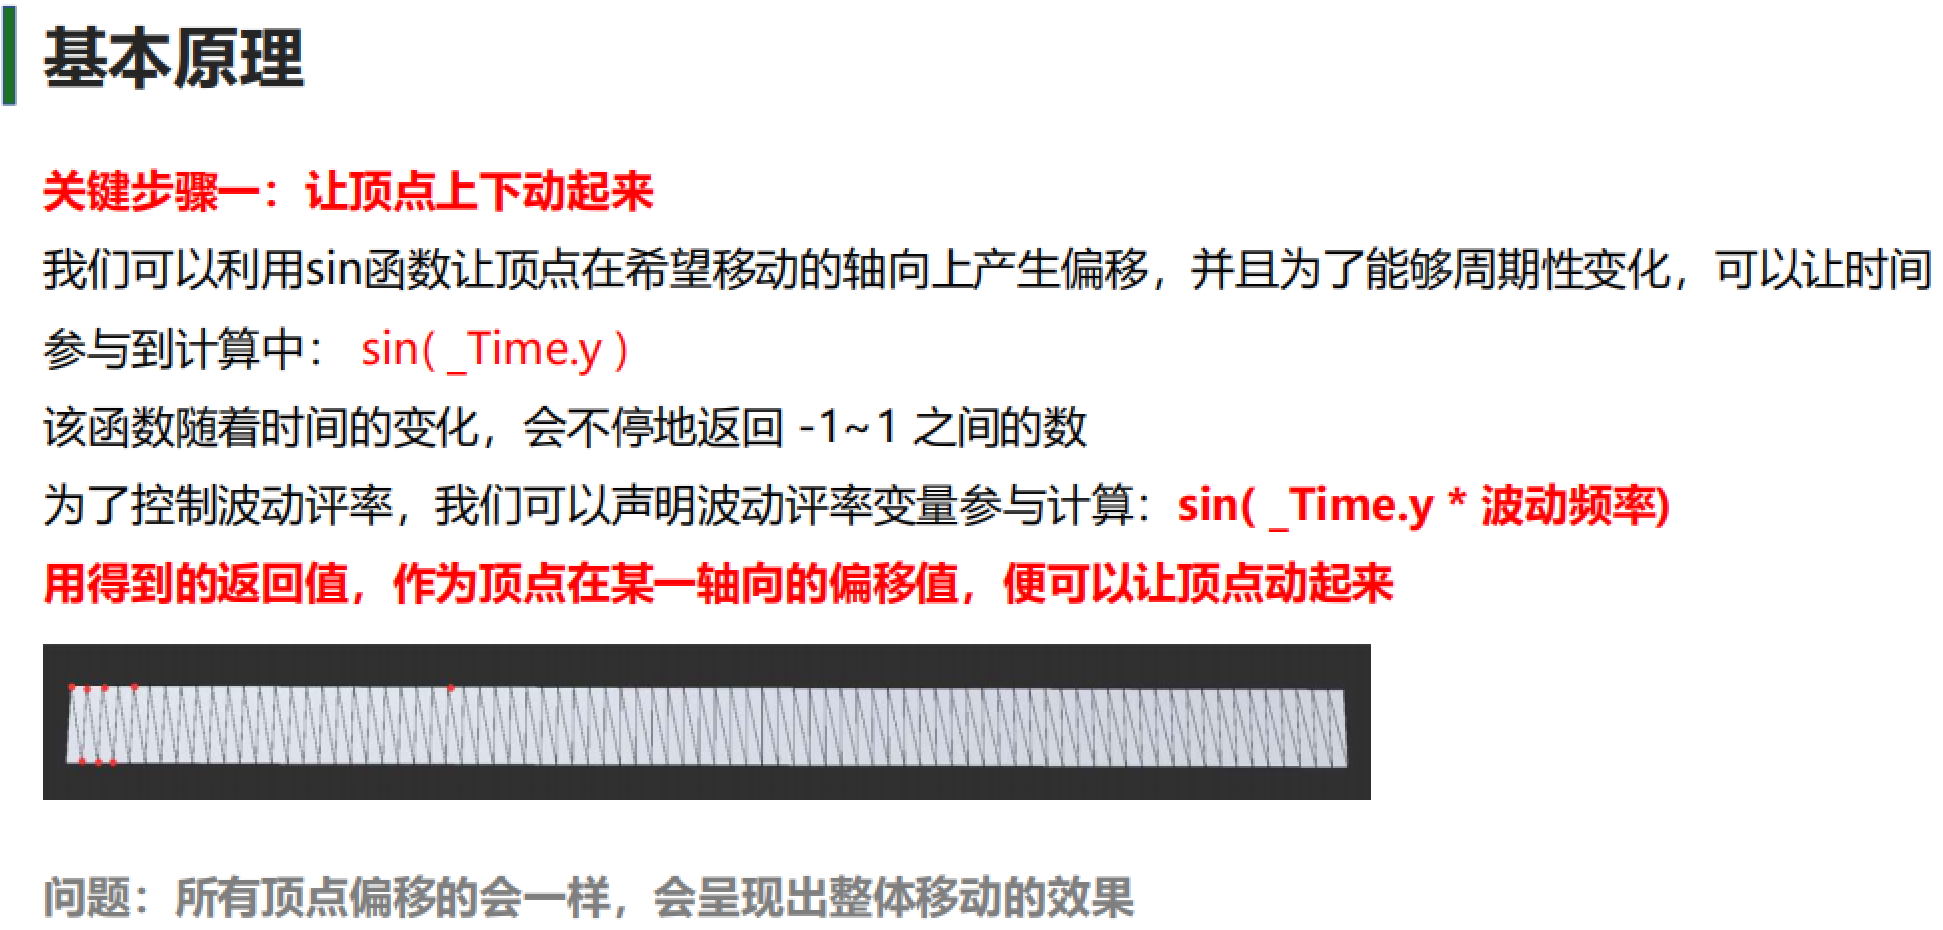 基本原理
关键步骤一：让顶点上下动起来
我们可以利用sin函数让顶点在希望移动的轴向上产生偏移，并且为了能够周期性变化，可以让时间
参与到计算中： sin( _Time.y )
该函数随着时间的变化，会不停地返回 -1~1 之间的数
为了控制波动评率，我们可以声明波动评率变量参与计算：sin( _Time.y * 波动频率)
用得到的返回值，作为顶点在某一轴向的偏移值，便可以让顶点动起来
问题：所有顶点偏移的会一样，会呈现出整体移动的效果